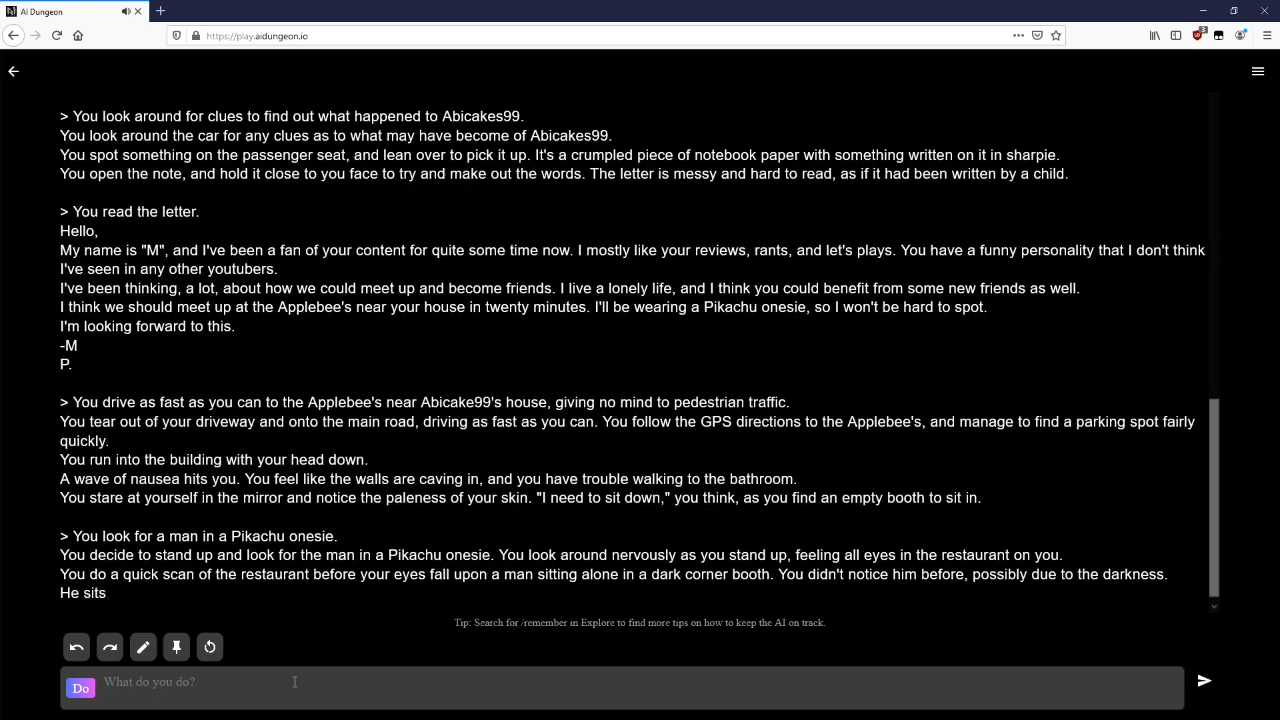 AI Dungeon
https://play.aidungeon.io
> You look around for clues to find out what happened to Abicakes99.
You look around the car for any clues as to what may have become of Abicakes99.
You spot something on the passenger seat, and lean over to pick it up. It's a crumpled piece of notebook paper with something written on it in sharpie.
You open the note, and hold it close to you face to try and make out the words. The letter is messy and hard to read, as if it had been written by a child.
> You read the letter.
Hello,
My name is "M", and I've been a fan of your content for quite some time now. I mostly like your reviews, rants, and let's plays. You have a funny personality that I don't think
I've seen in any other youtubers.
I've been thinking, a lot, about how we could meet up and become friends. I live a lonely life, and I think you could benefit from some new friends as well.
I think we should meet up at the Applebee's near your house in twenty minutes. I'll be wearing a Pikachu onesie, so I won't be hard to spot.
I'm looking forward to this.
-M
P.
> You drive as fast as you can to the Applebee's near Abicake99's house, giving no mind to pedestrian traffic.
You tear out of your driveway and onto the main road, driving as fast as you can. You follow the GPS directions to the Applebee's, and manage to find a parking spot fairly
quickly.
You run into the building with your head down.
A wave of nausea hits you. You feel like the walls are caving in, and you have trouble walking to the bathroom.
You stare at yourself in the mirror and notice the paleness of your skin. "I need to sit down," you think, as you find an empty booth to sit in.
> You look for a man in a Pikachu onesie.
You decide to stand up and look for the man in a Pikachu onesie. You look around nervously as you stand up, feeling all eyes in the restaurant on you.
You do a quick scan of the restaurant before your eyes fall upon a man sitting alone in a dark corner booth. You didn't notice him before, possibly due to the darkness.
He sits
Tip: Search for /remember in Explore to find more tips on how to keep the AI on track.
Do What do you do?